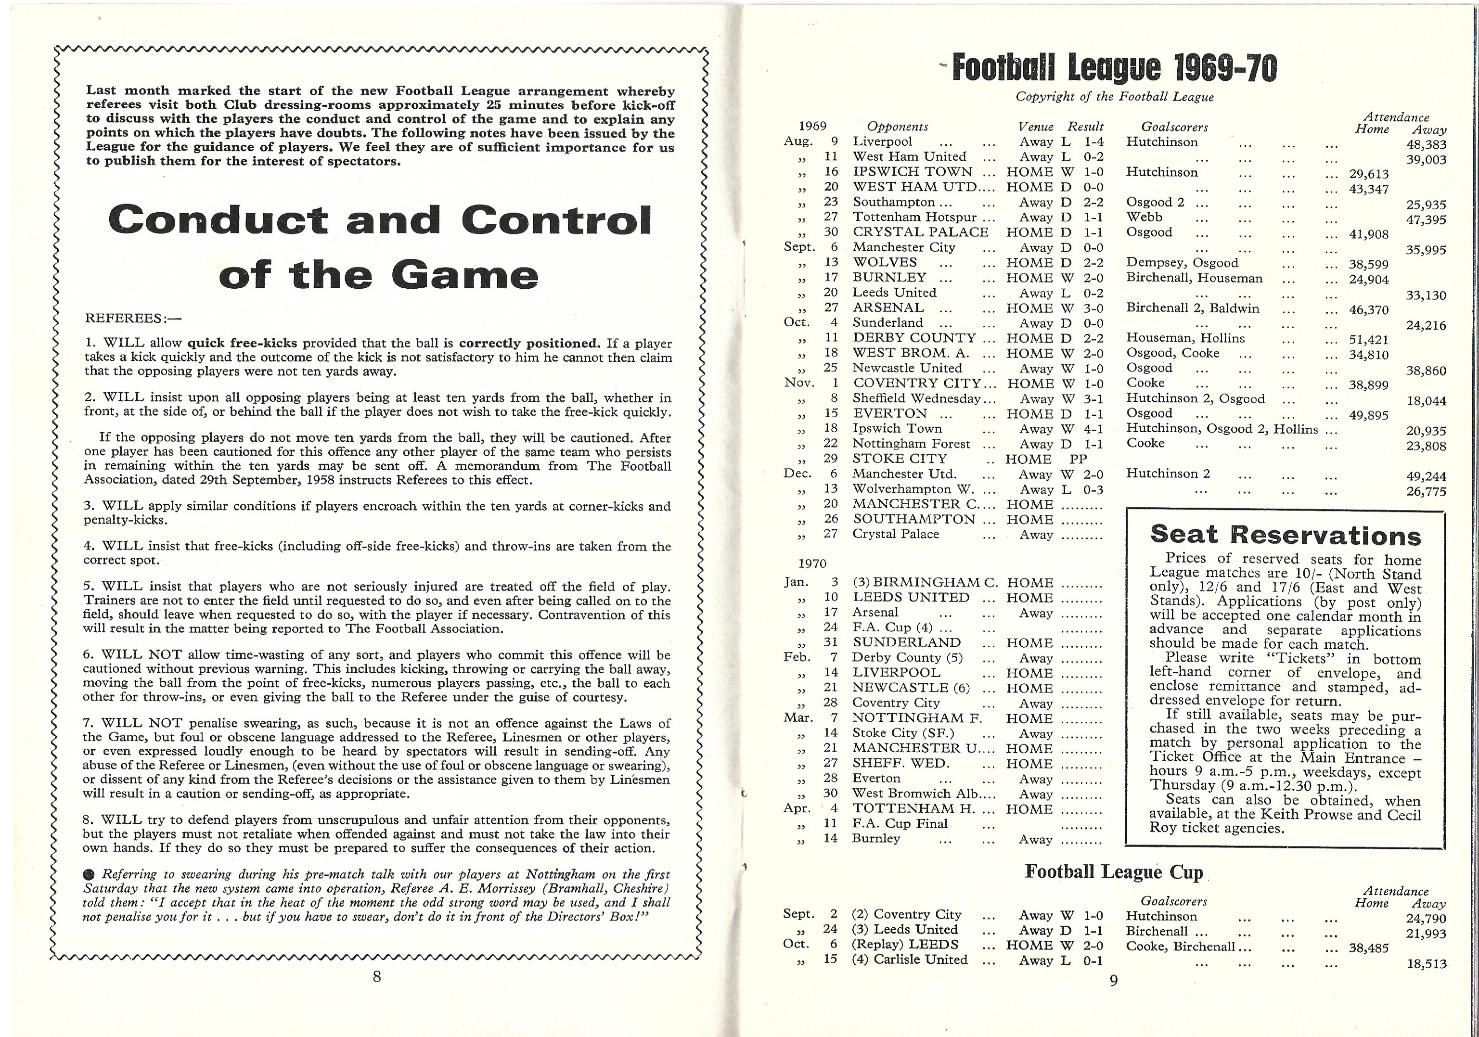 Last month marked the start of the new Football League arrangement whereby
referees visit both Club dressing-rooms approximately 25 minutes before kick-off
to discuss with the players the conduct and control of the game and to explain any
points on which the players have doubts. The following notes have been issued by the
League for the guidance of players. We feel they are of sufficient importance for us
to publish them for the interest of spectators.
Conduct and Control
of the Game
REFEREES:—
1. WILL allow quick free-kicks provided that the ball is correctly positioned. If a player
takes a kick quickly and the outcome of the kick is not satisfactory to him he cannot then claim
that the opposing players were not ten yards away.
2. WILL insist upon all opposing players being at least ten yards from the ball, whether in
front, at the side of, or behind the ball if the player does not wish to take the free-kick quickly.
If the opposing players do not move ten yards from the ball, they will be cautioned. After
one player has been cautioned for this offence any other player of the same team who persists
in remaining within the ten yards may be sent off. A memorandum from The Football
Association, dated 29th September, 1958 instructs Referees to this effect.
3. WILL apply similar conditions if players encroach within the ten yards at corner-kicks and
penalty-kicks.
4. WILL insist that free-kicks (including off-side free-kicks) and throw-ins are taken from the
correct spot.
5. WILL insist that players who are not seriously injured are treated off the field of play.
Trainers are not to enter the field until requested to do so, and even after being called on to the
field, should leave when requested to do so, with the player if necessary. Contravention of this
will result in the matter being reported to The Football Association.
6. WILL NOT allow time-wasting of any sort, and players who commit this offence will be
cautioned without previous warning. This includes kicking, throwing or carrying the ball away,
moving the ball from the point of free-kicks, numerous players passing, etc., the ball to each
other for throw-ins, or even giving the ball to the Referee under the guise of courtesy.
7. WILL NOT penalise swearing, as such, because it is not an offence against the Laws of
the Game, but foul or obscene language addressed to the Referee, Linesmen or other players,
or even expressed loudly enough to be heard by spectators will result in sending-off. Any
abuse of the Referee or Linesmen, (even without the use of foul or obscene language or swearing),
or dissent of any kind from the Referee's decisions or the assistance given to them by Linesmen
will result in a caution or sending-off, as appropriate.
8. WILL try to defend players from unscrupulous and unfair attention from their opponents,
but the players must not retaliate when offended against and must not take the law into their
own hands. If they do so they must be prepared to suffer the consequences of their action.
● Referring to swearing during his pre-match talk with our players at Nottingham on the first
Saturday that the new system came into operation, Referee A. E. Morrissey (Bramhall, Cheshire)
told them: "I accept that in the heat of the moment the odd strong word may be used, and I shall
not penalise you for it . . . but if you have to swear, don't do it in front of the Directors' Box!"
8
Football League 1969-70
Copyright of the Football League
Attendance
1969 Opponents Venue Result Goalscorers Home Away
Aug. 9 Liverpool ... ... Away L 1-4 Hutchinson ... ... ... 48,383
„ 11 West Ham United ... Away L 0-2 ... ... ... ... 39,003
„ 16 IPSWICH TOWN ... HOME W 1-0 Hutchinson ... ... ... 29,613
„ 20 WEST HAM UTD.... HOME D 0-0 ... ... ... ... 43,347
„ 23 Southampton ... ... Away D 2-2 Osgood 2 ... ... ... ... 25,935
„ 27 Tottenham Hotspur ... Away D 1-1 Webb ... ... ... ... 47,395
„ 30 CRYSTAL PALACE HOME D 1-1 Osgood ... ... ... ... 41,908
Sept. 6 Manchester City ... Away D 0-0 ... ... ... ... 35,995
„ 13 WOLVES ... ... HOME D 2-2 Dempsey, Osgood ... ... 38,599
„ 17 BURNLEY ... ... HOME W 2-0 Birchenall, Houseman ... ... 24,904
„ 20 Leeds United ... Away L 0-2 ... ... ... ... 33,130
„ 27 ARSENAL ... ... HOME W 3-0 Birchenall 2, Baldwin ... ... 46,370
Oct. 4 Sunderland ... ... Away D 0-0 ... ... ... ... 24,216
„ 11 DERBY COUNTY ... HOME D 2-2 Houseman, Hollins ... ... 51,421
„ 18 WEST BROM. A. ... HOME W 2-0 Osgood, Cooke ... ... ... 34,810
„ 25 Newcastle United ... Away W 1-0 Osgood ... ... ... ... 38,860
Nov. 1 COVENTRY CITY... HOME W 1-0 Cooke ... ... ... ... 38,899
„ 8 Sheffield Wednesday... Away W 3-1 Hutchinson 2, Osgood ... ... 18,044
„ 15 EVERTON ... ... HOME D 1-1 Osgood ... ... ... ... 49,895
„ 18 Ipswich Town ... Away W 4-1 Hutchinson, Osgood 2, Hollins ... 20,935
„ 22 Nottingham Forest ... Away D 1-1 Cooke ... ... ... ... 23,808
„ 29 STOKE CITY .. HOME PP
Dec. 6 Manchester Utd. ... Away W 2-0 Hutchinson 2 ... ... ... 49,244
„ 13 Wolverhampton W. ... Away L 0-3 ... ... ... ... 26,775
„ 20 MANCHESTER C.... HOME .........
„ 26 SOUTHAMPTON ... HOME .........
„ 27 Crystal Palace ... Away .........
1970
Jan. 3 (3) BIRMINGHAM C. HOME .........
„ 10 LEEDS UNITED ... HOME .........
„ 17 Arsenal ... ... Away .........
„ 24 F.A. Cup (4) ... ... .........
„ 31 SUNDERLAND ... HOME .........
Feb. 7 Derby County (5) ... Away .........
„ 14 LIVERPOOL ... HOME .........
„ 21 NEWCASTLE (6) ... HOME .........
„ 28 Coventry City ... Away .........
Mar. 7 NOTTINGHAM F. HOME .........
„ 14 Stoke City (SF.) ... Away .........
„ 21 MANCHESTER U.... HOME .........
„ 27 SHEFF. WED. ... HOME .........
„ 28 Everton ... ... Away .........
„ 30 West Bromwich Alb.... Away .........
Apr. 4 TOTTENHAM H. ... HOME .........
„ 11 F.A. Cup Final ... .........
„ 14 Burnley ... ... Away .........
Seat Reservations
Prices of reserved seats for home
League matches are 10/- (North Stand
only), 12/6 and 17/6 (East and West
Stands). Applications (by post only)
will be accepted one calendar month in
advance and separate applications
should be made for each match.
Please write "Tickets" in bottom
left-hand corner of envelope, and
enclose remittance and stamped, ad-
dressed envelope for return.
If still available, seats may be pur-
chased in the two weeks preceding a
match by personal application to the
Ticket Office at the Main Entrance –
hours 9 a.m.-5 p.m., weekdays, except
Thursday (9 a.m.-12.30 p.m.).
Seats can also be obtained, when
available, at the Keith Prowse and Cecil
Roy ticket agencies.
Football League Cup
Attendance
Goalscorers Home Away
Sept. 2 (2) Coventry City ... Away W 1-0 Hutchinson ... ... ... 24,790
„ 24 (3) Leeds United ... Away D 1-1 Birchenall ... ... ... ... 21,993
Oct. 6 (Replay) LEEDS ... HOME W 2-0 Cooke, Birchenall ... ... ... 38,485
„ 15 (4) Carlisle United ... Away L 0-1 ... ... ... ... 18,513
9